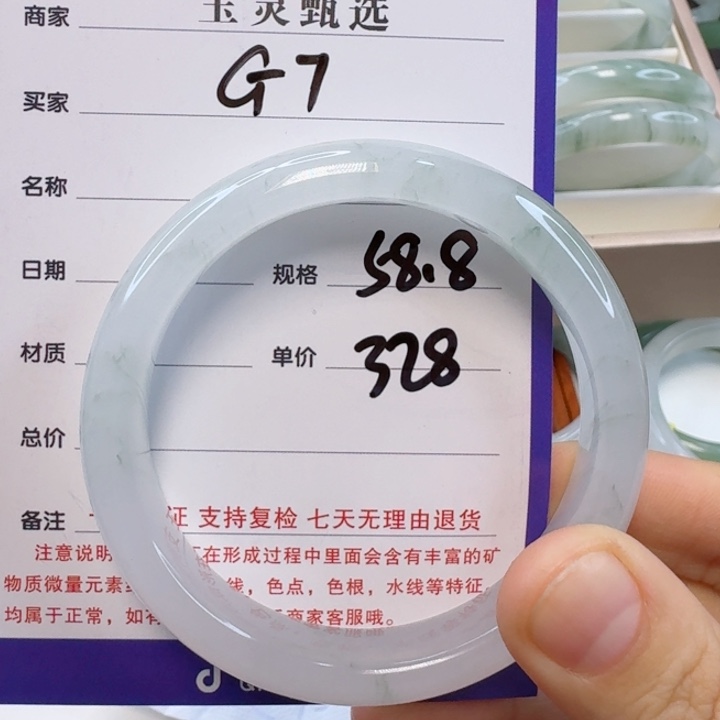 商家 玉灵甄选
买家 G7
名称
日期 规格 58.8
材质 单价 328
总价
备注 证 支持复检 七天无理由退货
注意说明 在形成过程中里面会含有丰富的矿
物质微量元素 线，色点，色根，水线等特征，
均属于正常，如有 商家客服哦。